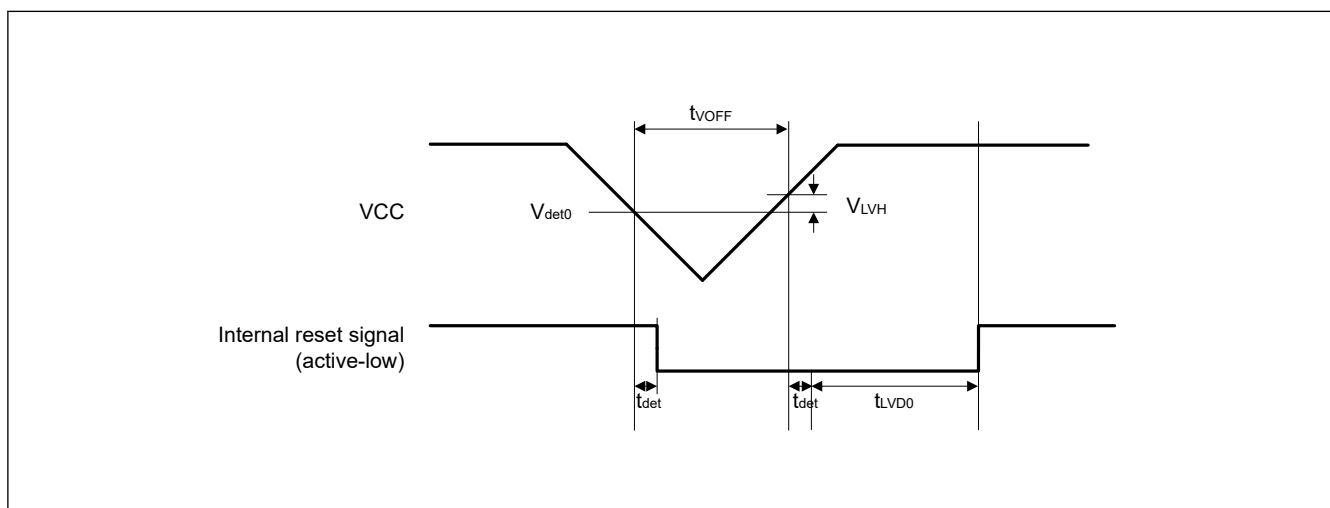 tVOFF
VCC
Vdet0
VLVH
Internal reset signal
(active-low)
tdet
tdet
tLVD0